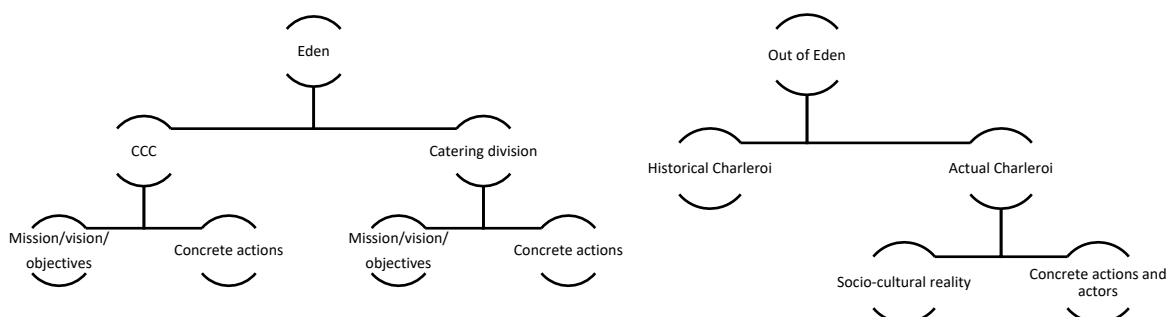 Eden
CCC
Catering division
Mission/vision/
objectives
Concrete actions
Mission/vision/
objectives
Concrete actions
Out of Eden
Historical Charleroi
Actual Charleroi
Socio-cultural reality
Concrete actions and
actors